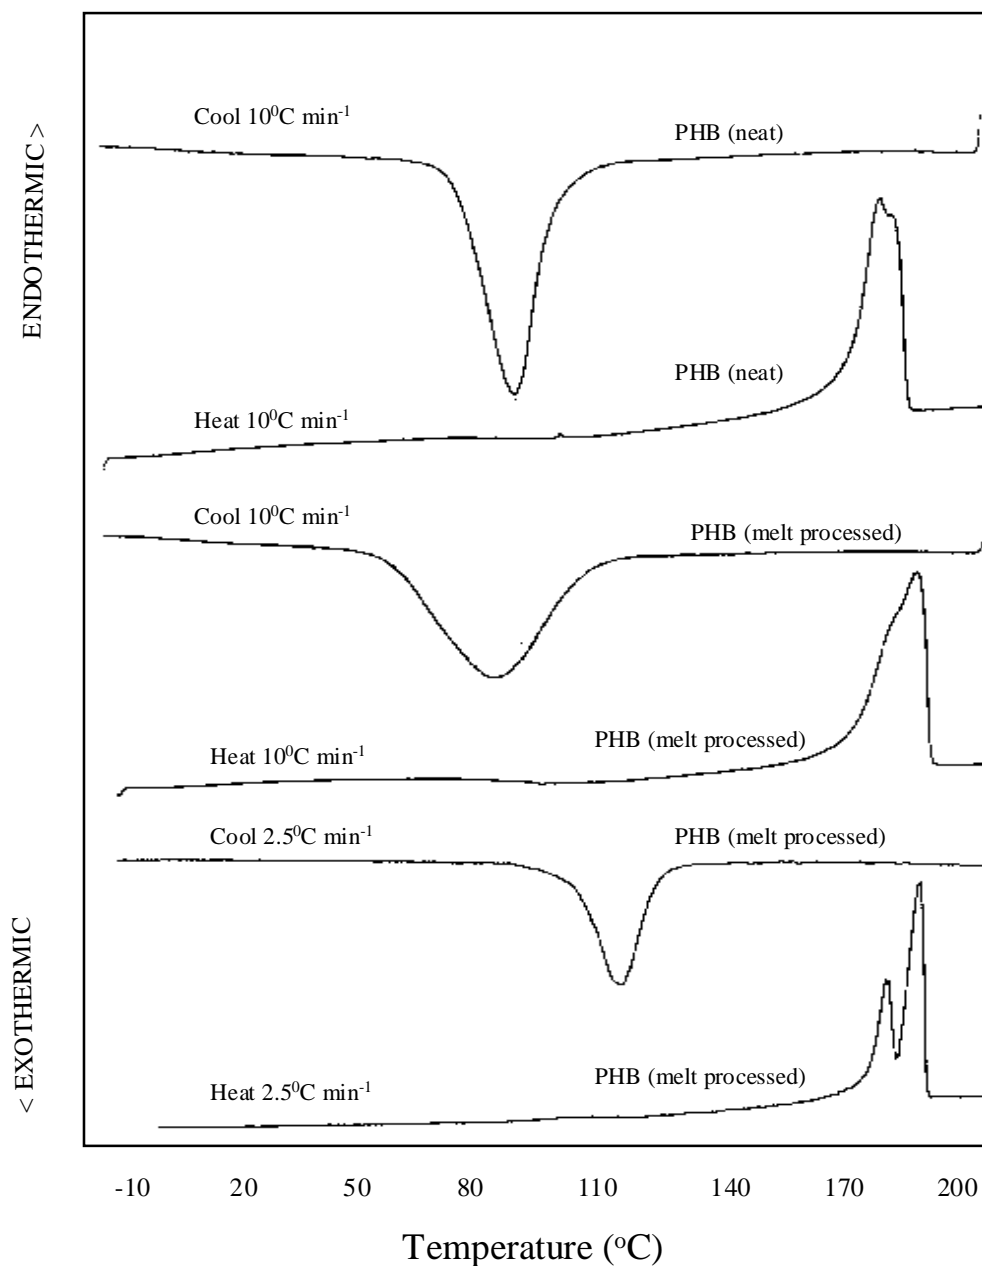 ENDOTHERMIC >
Cool 10⁰C min⁻¹
PHB (neat)
PHB (neat)
Heat 10⁰C min⁻¹
Cool 10⁰C min⁻¹
PHB (melt processed)
PHB (melt processed)
Heat 10⁰C min⁻¹
Cool 2.5⁰C min⁻¹
PHB (melt processed)
< EXOTHERMIC
PHB (melt processed)
Heat 2.5⁰C min⁻¹
-10 20 50 80 110 140 170 200
Temperature (ᵒC)